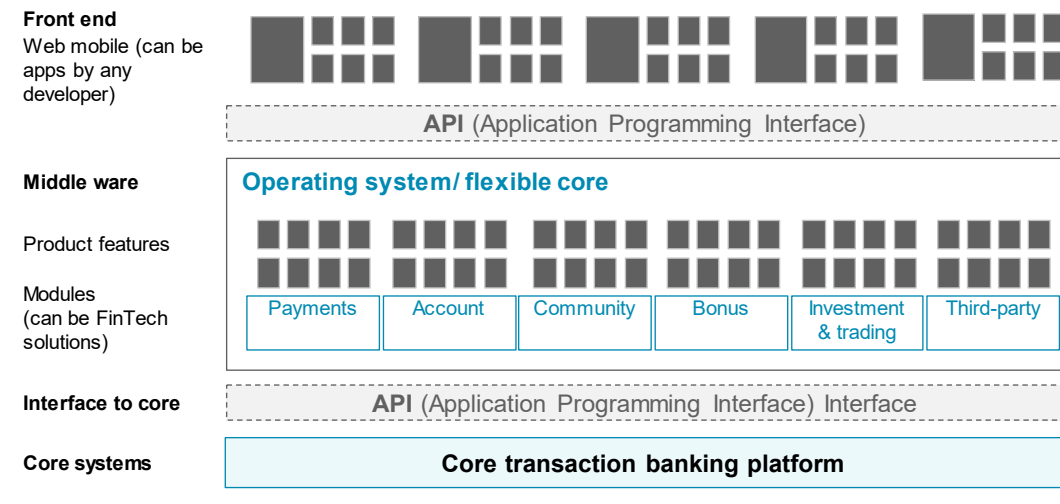 Front end
Web mobile (can be
apps by any
developer)
API (Application Programming Interface)
Middle ware
Operating system/ flexible core
Product features
Modules
(can be FinTech
solutions)
Payments
Account
Community
Bonus
Investment
& trading
Third-party
Interface to core
API (Application Programming Interface) Interface
Core systems
Core transaction banking platform